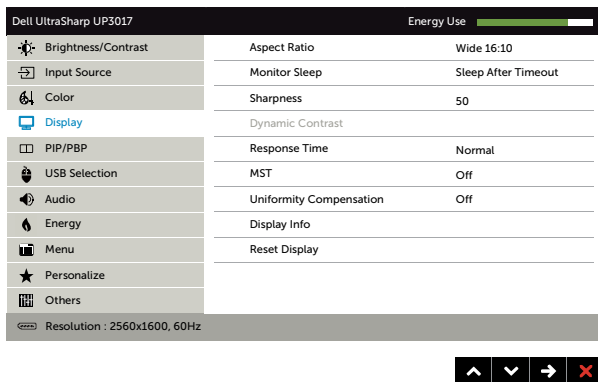 Dell UltraSharp UP3017 Energy Use
Brightness/Contrast Aspect Ratio Wide 16:10
Input Source Monitor Sleep Sleep After Timeout
Color Sharpness 50
Display Dynamic Contrast
PIP/PBP Response Time Normal
USB Selection MST Off
Audio Uniformity Compensation Off
Energy Display Info
Menu Reset Display
Personalize
Others
Resolution : 2560x1600, 60Hz